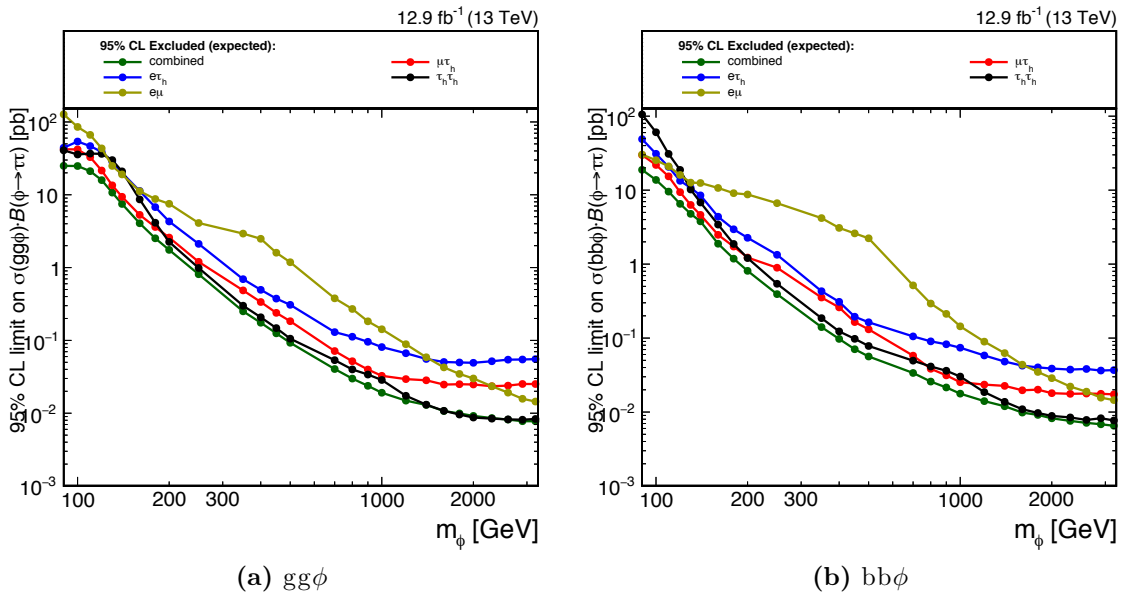 12.9 fb⁻¹ (13 TeV)
95% CL Excluded (expected):
combined
μτₕ
eτₕ
τₕτₕ
eμ
95% CL limit on σ(ggφ)·B(φ→ττ) [pb]
10²
10
1
10⁻¹
10⁻²
10⁻³
100 200 300 1000 2000
m_φ [GeV]
(a) ggφ
12.9 fb⁻¹ (13 TeV)
95% CL Excluded (expected):
combined
μτₕ
eτₕ
τₕτₕ
eμ
95% CL limit on σ(bbφ)·B(φ→ττ) [pb]
10²
10
1
10⁻¹
10⁻²
10⁻³
100 200 300 1000 2000
m_φ [GeV]
(b) bbφ